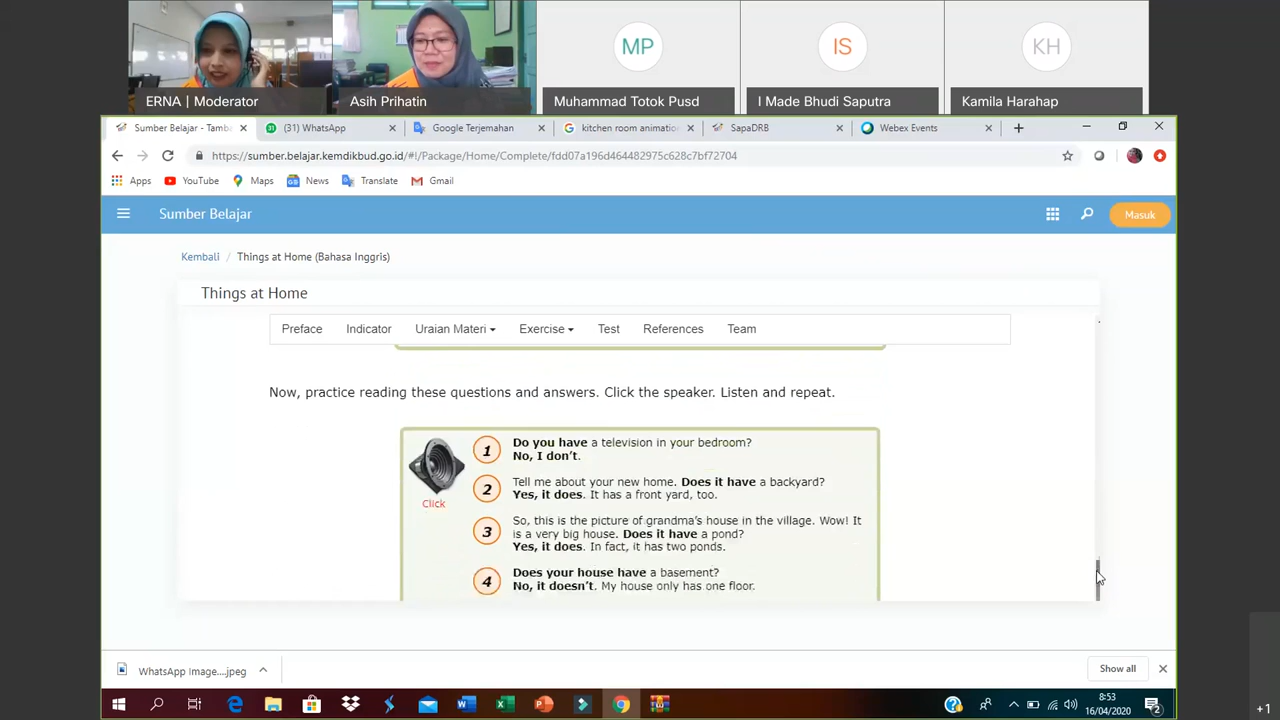 MP
IS
KH
ERNA | Moderator
Asih Prihatin
Muhammad Totok Pusd
I Made Bhudi Saputra
Kamila Harahap
Sumber Belajar - Tamba
(31) WhatsApp
Google Terjemahan
kitchen room animatio
SapaDRB
Webex Events
https://sumber.belajar.kemdikbud.go.id/#!/Package/Home/Complete/fdd07a196d464482975c628c7bf72704
Apps
YouTube
Maps
News
Translate
Gmail
Sumber Belajar
Masuk
Kembali / Things at Home (Bahasa Inggris)
Things at Home
Preface
Indicator
Uraian Materi
Exercise
Test
References
Team
Now, practice reading these questions and answers. Click the speaker. Listen and repeat.
Click
1
Do you have a television in your bedroom?
No, I don't.
2
Tell me about your new home. Does it have a backyard?
Yes, it does. It has a front yard, too.
3
So, this is the picture of grandma's house in the village. Wow! It
is a very big house. Does it have a pond?
Yes, it does. In fact, it has two ponds.
4
Does your house have a basement?
No, it doesn't. My house only has one floor.
WhatsApp Image....jpeg
Show all
8:53
16/04/2020
2
+1